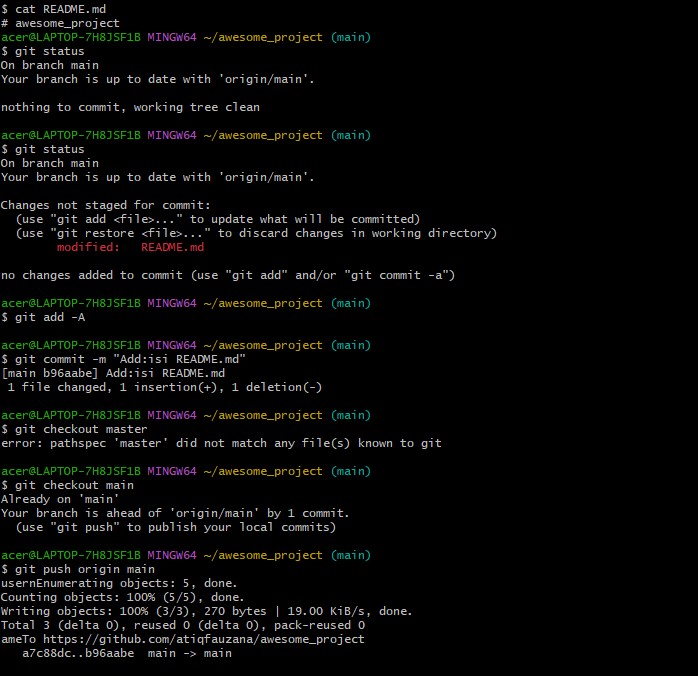 $ cat README.md
# awesome_project
acer@LAPTOP-7H8JSF1B MINGW64 ~/awesome_project (main)
$ git status
On branch main
Your branch is up to date with 'origin/main'.
nothing to commit, working tree clean
acer@LAPTOP-7H8JSF1B MINGW64 ~/awesome_project (main)
$ git status
On branch main
Your branch is up to date with 'origin/main'.
Changes not staged for commit:
  (use "git add <file>..." to update what will be committed)
  (use "git restore <file>..." to discard changes in working directory)
        modified:   README.md
no changes added to commit (use "git add" and/or "git commit -a")
acer@LAPTOP-7H8JSF1B MINGW64 ~/awesome_project (main)
$ git add -A
acer@LAPTOP-7H8JSF1B MINGW64 ~/awesome_project (main)
$ git commit -m "Add:isi README.md"
[main b96aabe] Add:isi README.md
 1 file changed, 1 insertion(+), 1 deletion(-)
acer@LAPTOP-7H8JSF1B MINGW64 ~/awesome_project (main)
$ git checkout master
error: pathspec 'master' did not match any file(s) known to git
acer@LAPTOP-7H8JSF1B MINGW64 ~/awesome_project (main)
$ git checkout main
Already on 'main'
Your branch is ahead of 'origin/main' by 1 commit.
  (use "git push" to publish your local commits)
acer@LAPTOP-7H8JSF1B MINGW64 ~/awesome_project (main)
$ git push origin main
usernEnumerating objects: 5, done.
Counting objects: 100% (5/5), done.
Writing objects: 100% (3/3), 270 bytes | 19.00 KiB/s, done.
Total 3 (delta 0), reused 0 (delta 0), pack-reused 0
ameTo https://github.com/atiqfauzana/awesome_project
   a7c88dc..b96aabe  main -> main